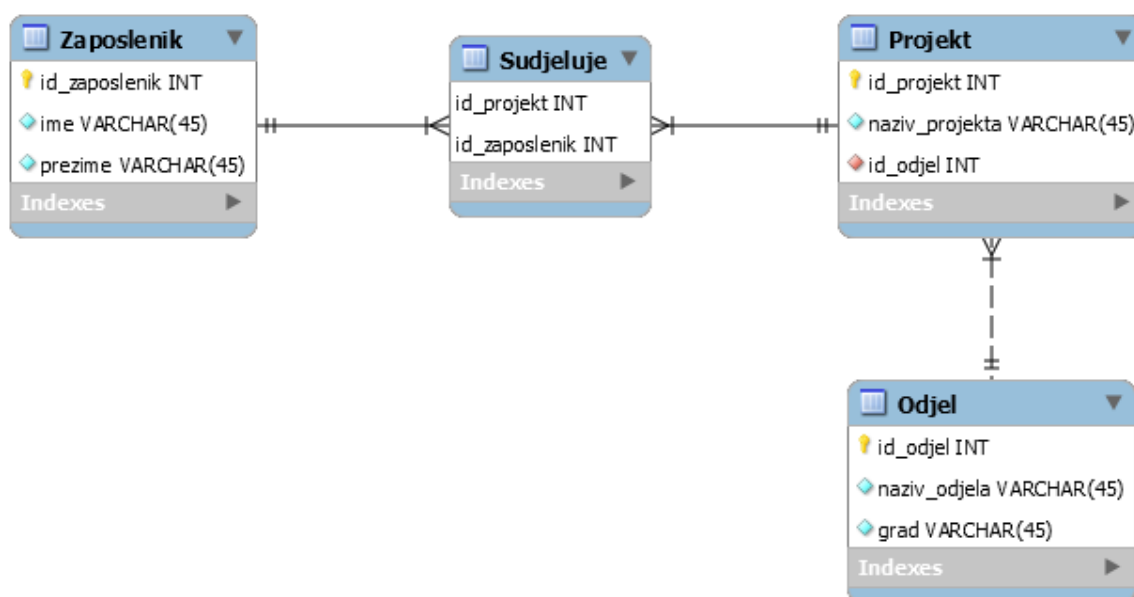 Zaposlenik
id_zaposlenik INT
ime VARCHAR(45)
prezime VARCHAR(45)
Indexes
Sudjeluje
id_projekt INT
id_zaposlenik INT
Indexes
Projekt
id_projekt INT
naziv_projekta VARCHAR(45)
id_odjel INT
Indexes
Odjel
id_odjel INT
naziv_odjela VARCHAR(45)
grad VARCHAR(45)
Indexes